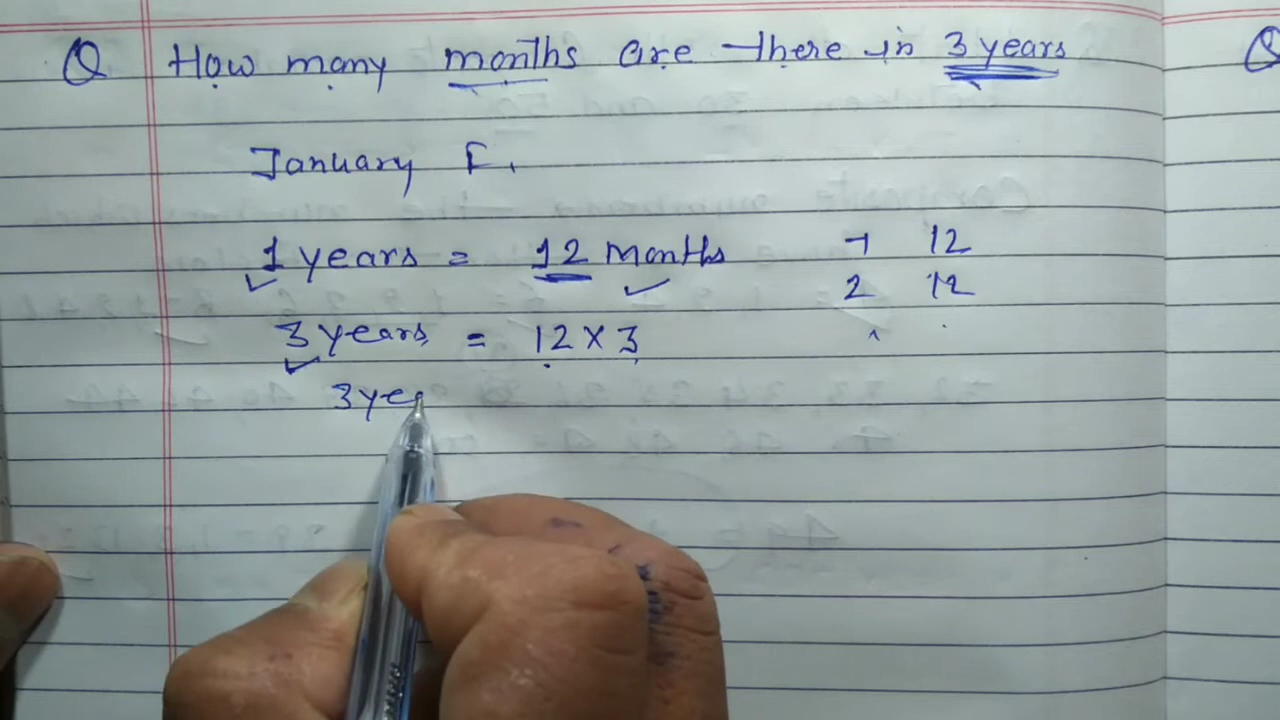 Q How many months are there in 3 years Q
January F.
1 years = 12 Months 1 12
2 12
3 years = 12 x 3
3 yea